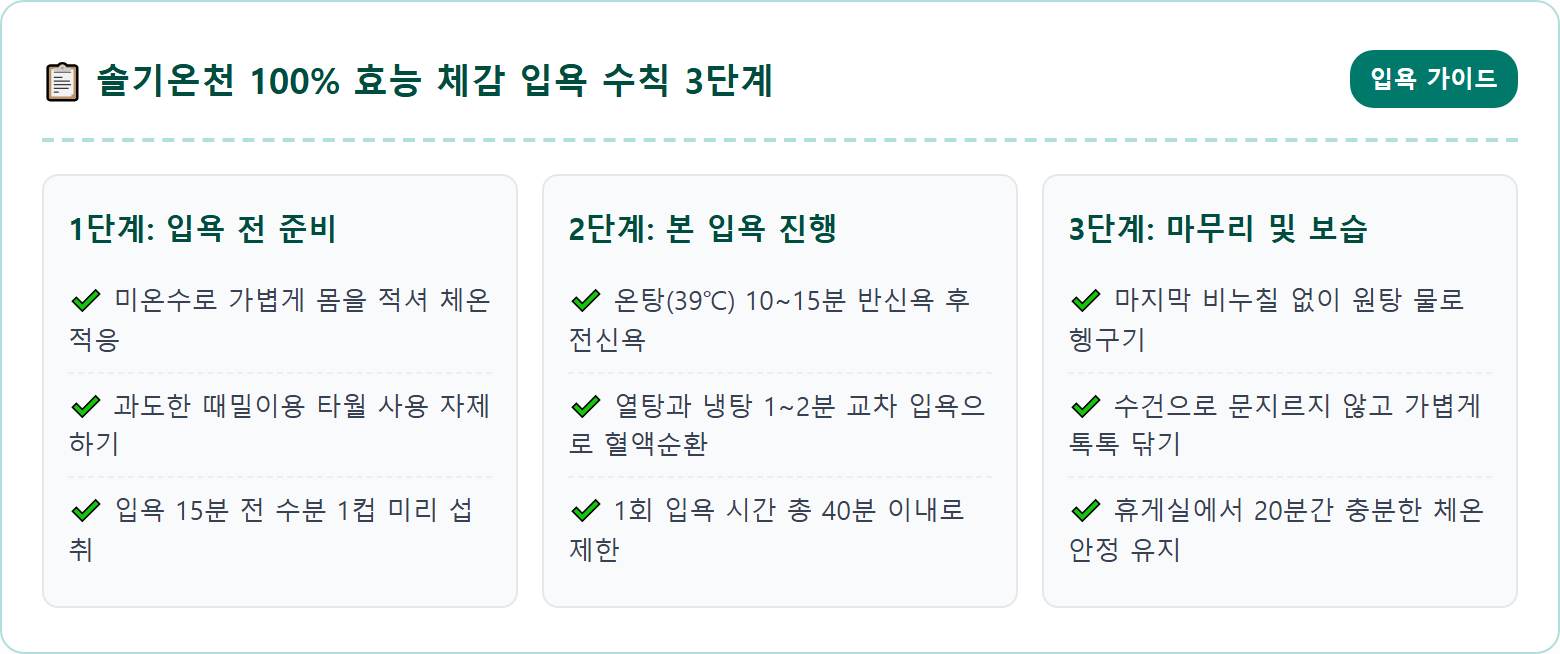 솔기온천 100% 효능 체감 입욕 수칙 3단계
입욕 가이드
1단계: 입욕 전 준비
미온수로 가볍게 몸을 적셔 체온
적응
과도한 때밀이용 타월 사용 자제
하기
입욕 15분 전 수분 1컵 미리 섭
취
2단계: 본 입욕 진행
온탕(39℃) 10~15분 반신욕 후
전신욕
열탕과 냉탕 1~2분 교차 입욕으
로 혈액순환
1회 입욕 시간 총 40분 이내로
제한
3단계: 마무리 및 보습
마지막 비누칠 없이 원탕 물로
헹구기
수건으로 문지르지 않고 가볍게
톡톡 닦기
휴게실에서 20분간 충분한 체온
안정 유지